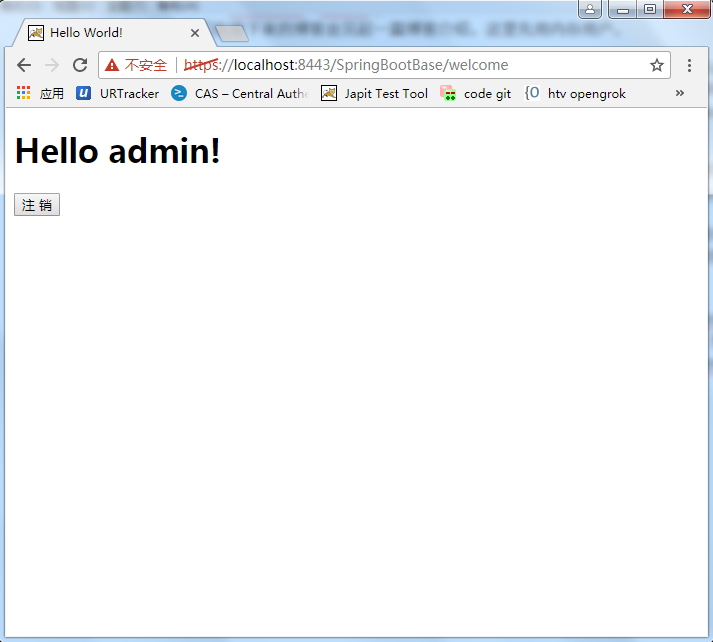 Hello World!
不安全 https://localhost:8443/SpringBootBase/welcome
应用 URTracker CAS – Central Authe Japit Test Tool code git {O htv opengrok »
Hello admin!
注 销